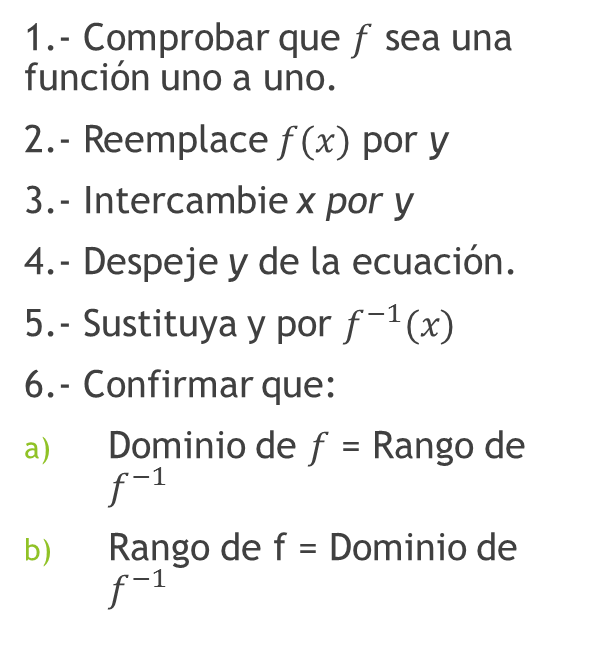 1.- Comprobar que f sea una
función uno a uno.
2.- Reemplace f(x) por y
3.- Intercambie x por y
4.- Despeje y de la ecuación.
5.- Sustituya y por f⁻¹(x)
6.- Confirmar que:
a) Dominio de f = Rango de
f⁻¹
b) Rango de f = Dominio de
f⁻¹